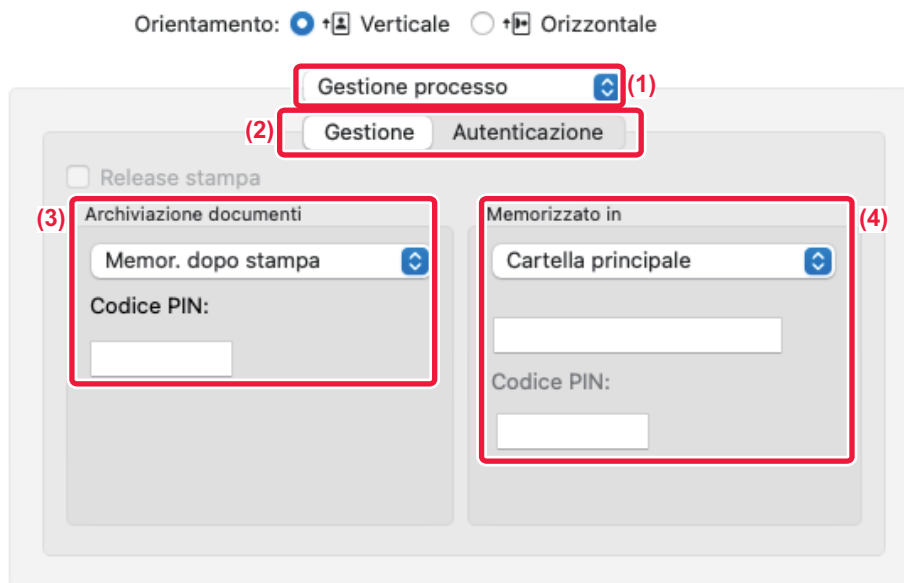 Orientamento: Verticale Orizzontale
Gestione processo (1)
(2) Gestione Autenticazione
Release stampa
(3) Archiviazione documenti
Memor. dopo stampa
Codice PIN:
Memorizzato in (4)
Cartella principale
Codice PIN: